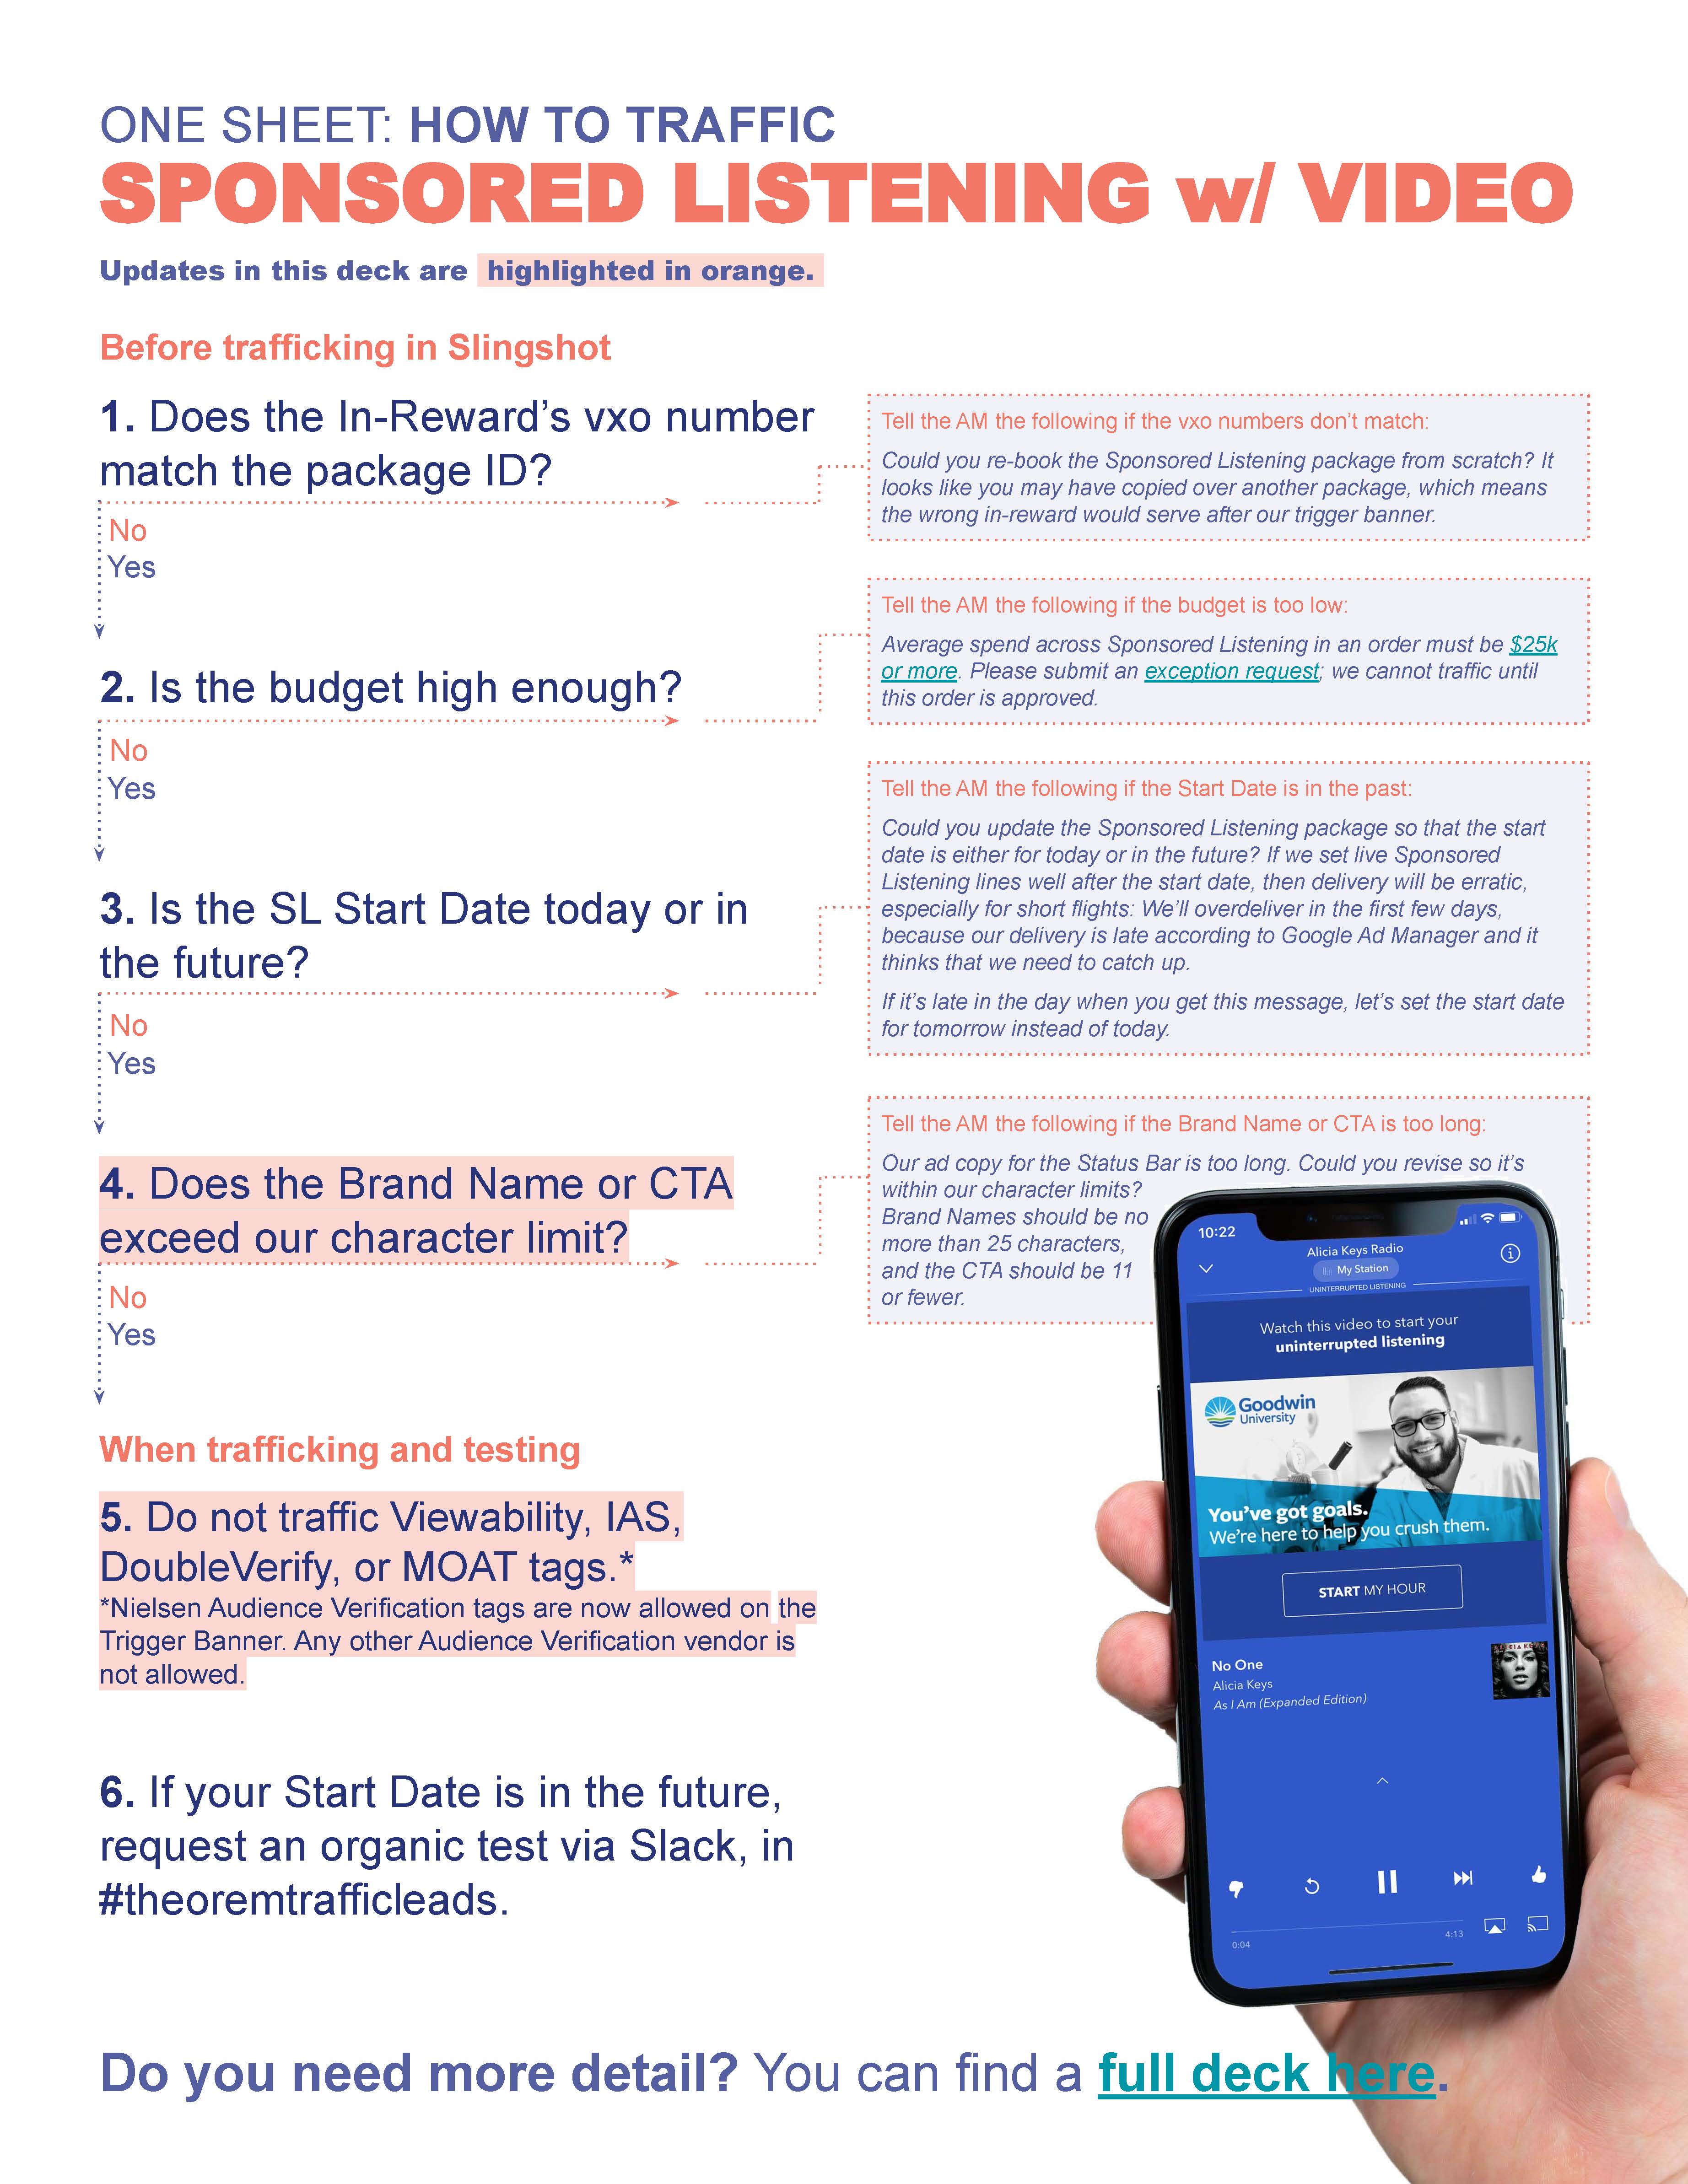 ONE SHEET: HOW TO TRAFFIC
SPONSORED LISTENING w/ VIDEO
Updates in this deck are highlighted in orange.
Before trafficking in Slingshot
1. Does the In-Reward’s vxo number
match the package ID?
No
Yes
Tell the AM the following if the vxo numbers don’t match:
Could you re-book the Sponsored Listening package from scratch? It
looks like you may have copied over another package, which means
the wrong in-reward would serve after our trigger banner.
2. Is the budget high enough?
No
Yes
Tell the AM the following if the budget is too low:
Average spend across Sponsored Listening in an order must be $25k
or more. Please submit an exception request; we cannot traffic until
this order is approved.
3. Is the SL Start Date today or in
the future?
No
Yes
Tell the AM the following if the Start Date is in the past:
Could you update the Sponsored Listening package so that the start
date is either for today or in the future? If we set live Sponsored
Listening lines well after the start date, then delivery will be erratic,
especially for short flights: We’ll overdeliver in the first few days,
because our delivery is late according to Google Ad Manager and it
thinks that we need to catch up.
If it’s late in the day when you get this message, let’s set the start date
for tomorrow instead of today.
4. Does the Brand Name or CTA
exceed our character limit?
No
Yes
Tell the AM the following if the Brand Name or CTA is too long:
Our ad copy for the Status Bar is too long. Could you revise so it’s
within our character limits?
Brand Names should be no
more than 25 characters,
and the CTA should be 11
or fewer.
When trafficking and testing
5. Do not traffic Viewability, IAS,
DoubleVerify, or MOAT tags.*
*Nielsen Audience Verification tags are now allowed on the
Trigger Banner. Any other Audience Verification vendor is
not allowed.
6. If your Start Date is in the future,
request an organic test via Slack, in
#theoremtrafficleads.
10:22
Alicia Keys Radio
My Station
UNINTERRUPTED LISTENING
Watch this video to start your
uninterrupted listening
Goodwin
University
You’ve got goals.
We’re here to help you crush them.
START MY HOUR
No One
Alicia Keys
As I Am (Expanded Edition)
ALICIA KEYS
0:04
4:13
Do you need more detail? You can find a full deck here.